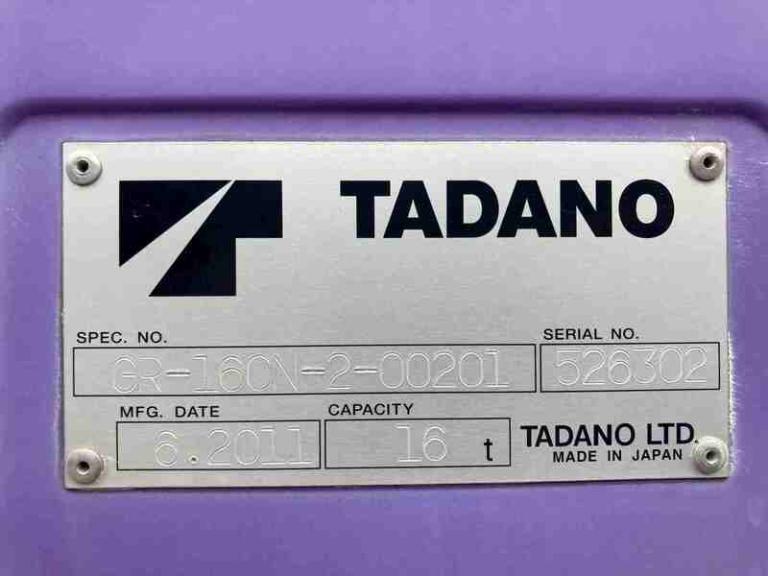 TADANO
SPEC. NO. SERIAL NO.
GR-160N-2-00201 526302
MFG. DATE CAPACITY
6.2011 16 t TADANO LTD.
MADE IN JAPAN